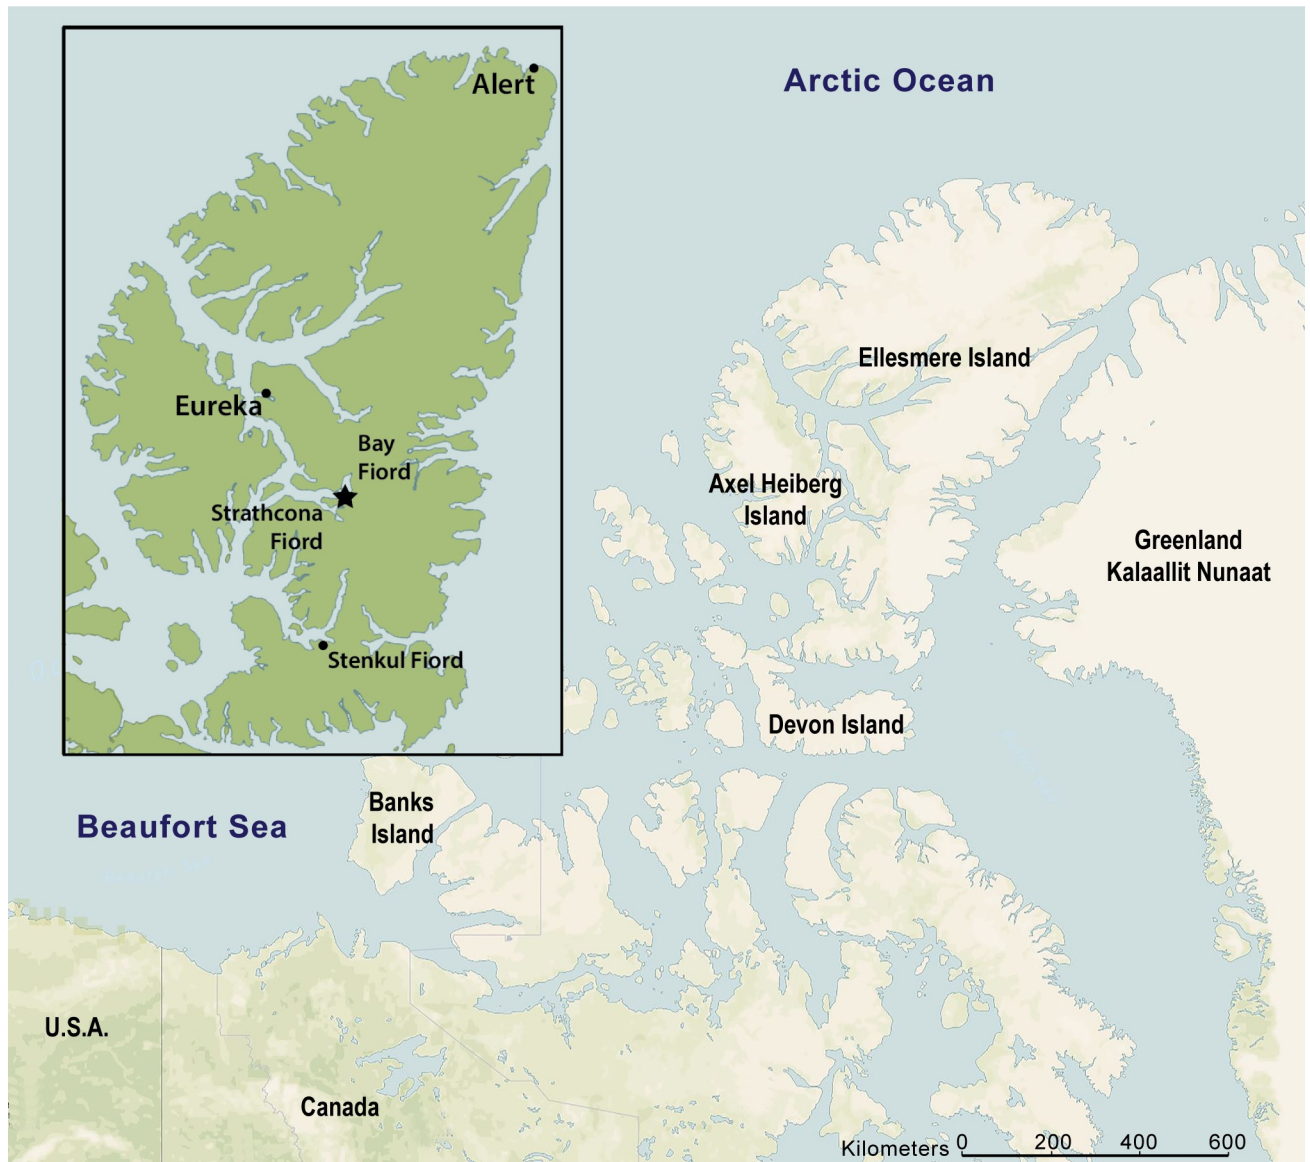 Alert
Eureka
Bay
Fiord
Strathcona
Fiord
Stenkul Fiord
Arctic Ocean
Ellesmere Island
Axel Heiberg
Island
Greenland
Kalaallit Nunaat
Devon Island
Banks
Island
Beaufort Sea
U.S.A.
Canada
Kilometers 0 200 400 600